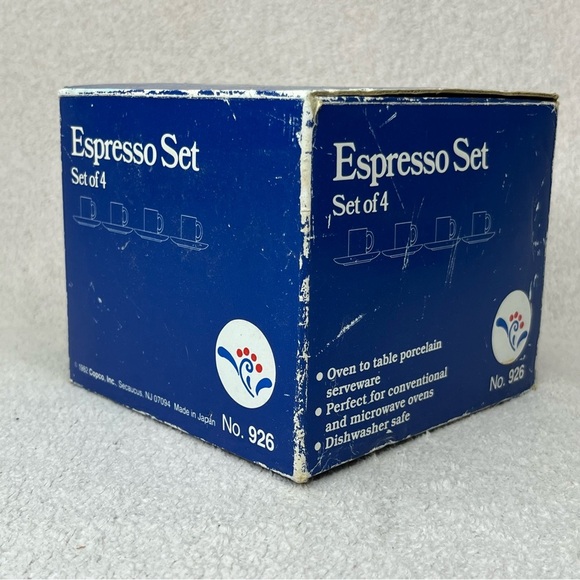 Espresso Set
Set of 4
© 1982 Copco, Inc. Secaucus, NJ 07094 Made in Japan
No. 926
Espresso Set
Set of 4
• Oven to table porcelain
serveware
• Perfect for conventional
and microwave ovens
• Dishwasher safe
No. 926